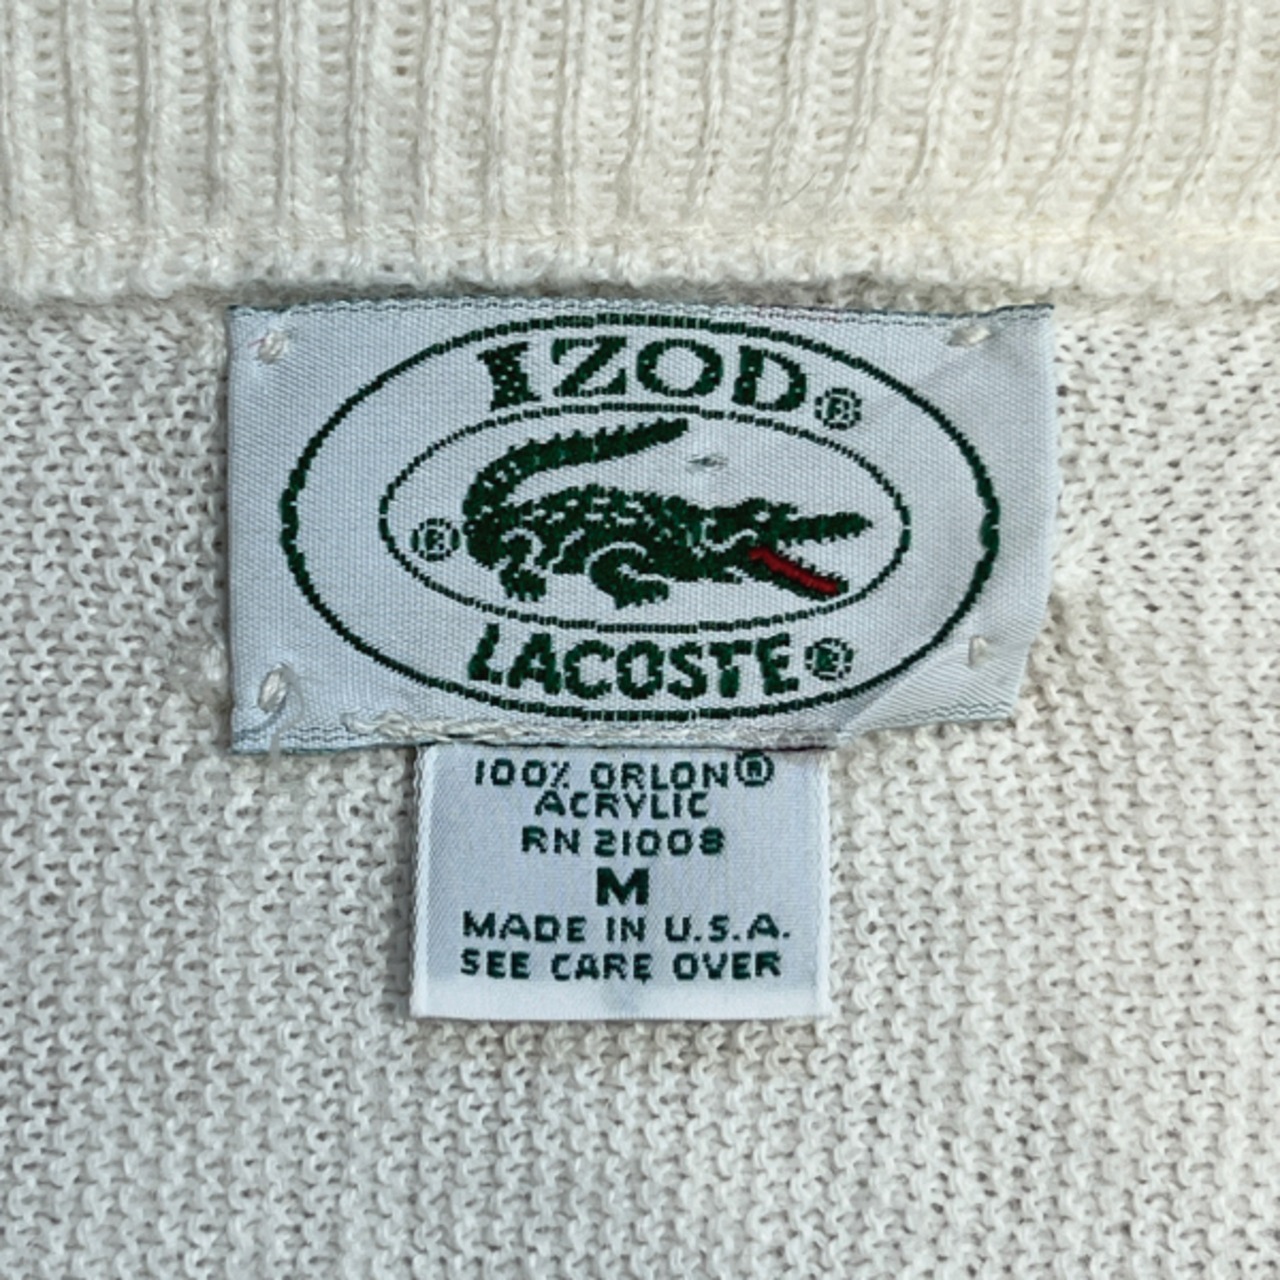 IZOD®
®
LACOSTE®
100% ORLON®
ACRYLIC
RN 21008
M
MADE IN U.S.A.
SEE CARE OVER